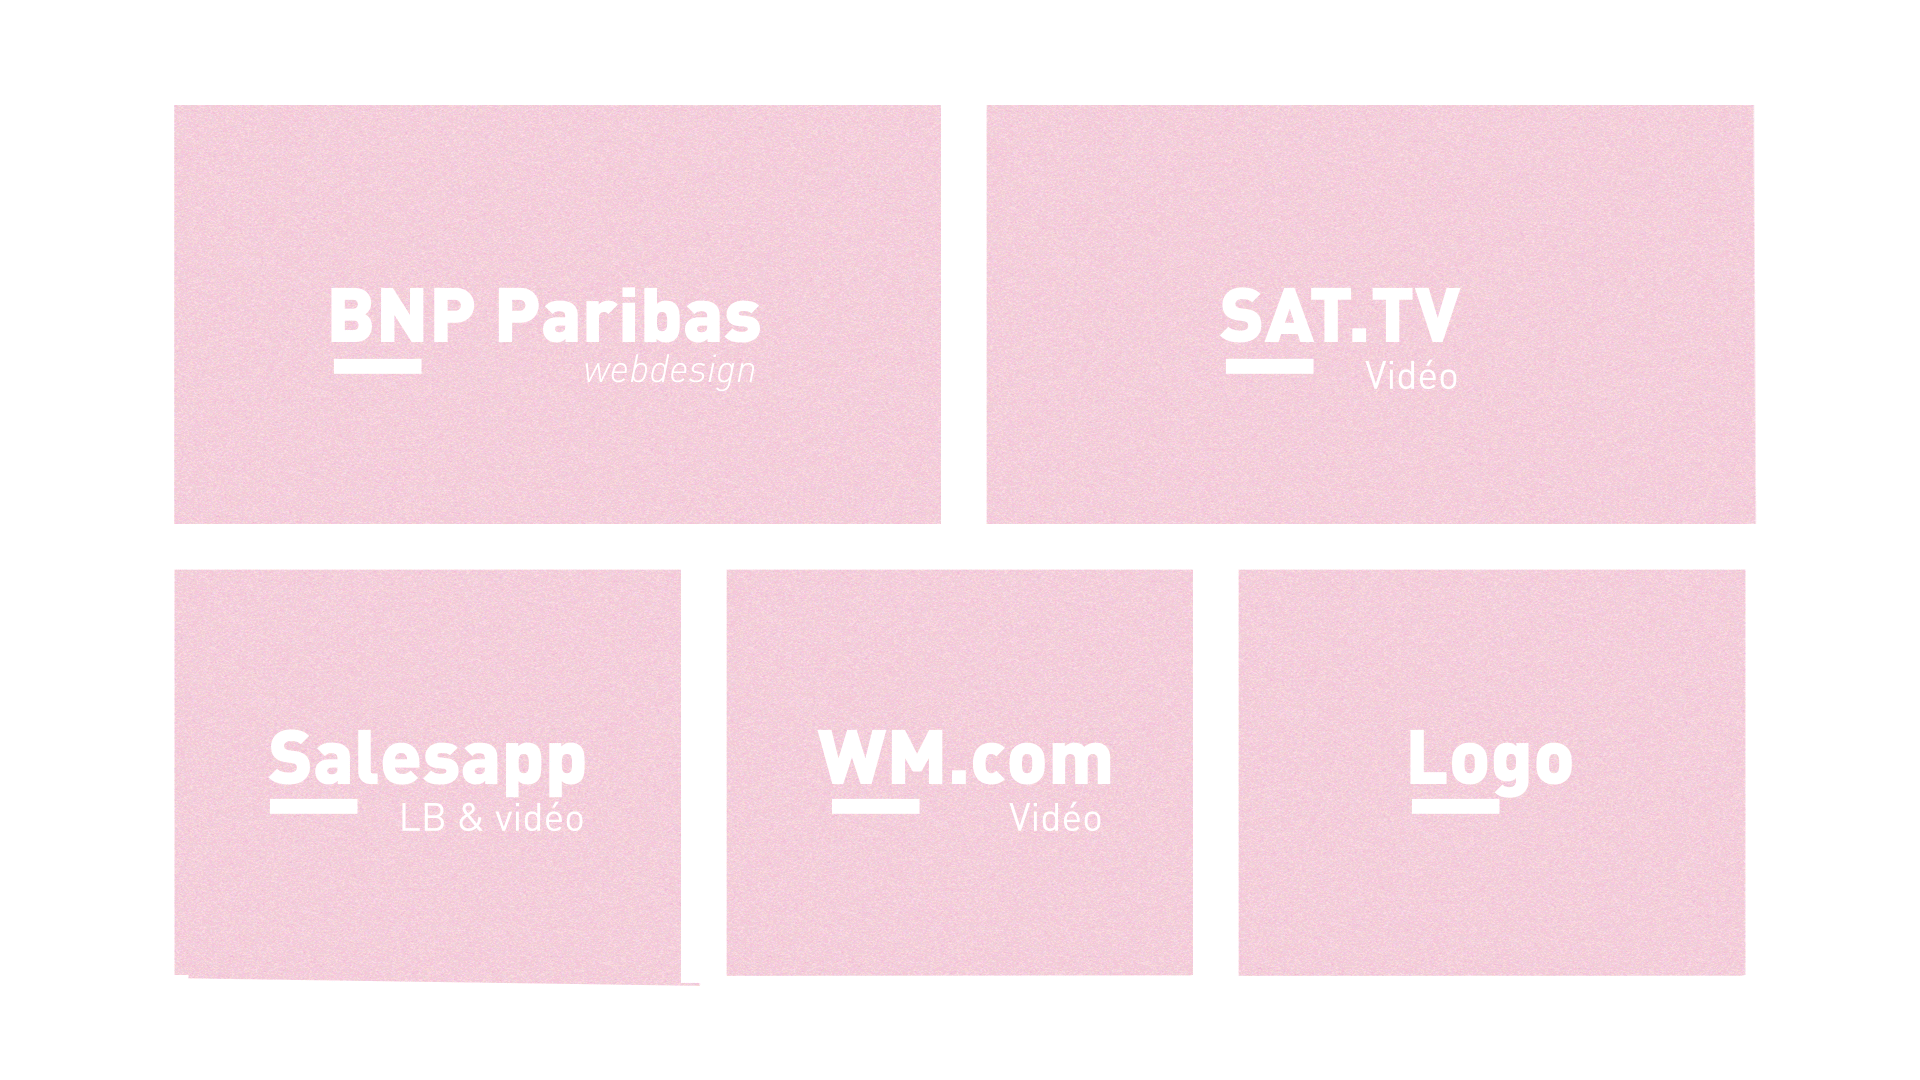 BNP Paribas
webdesign
SAT.TV
Vidéo
Salesapp
LB & vidéo
WM.com
Vidéo
Logo